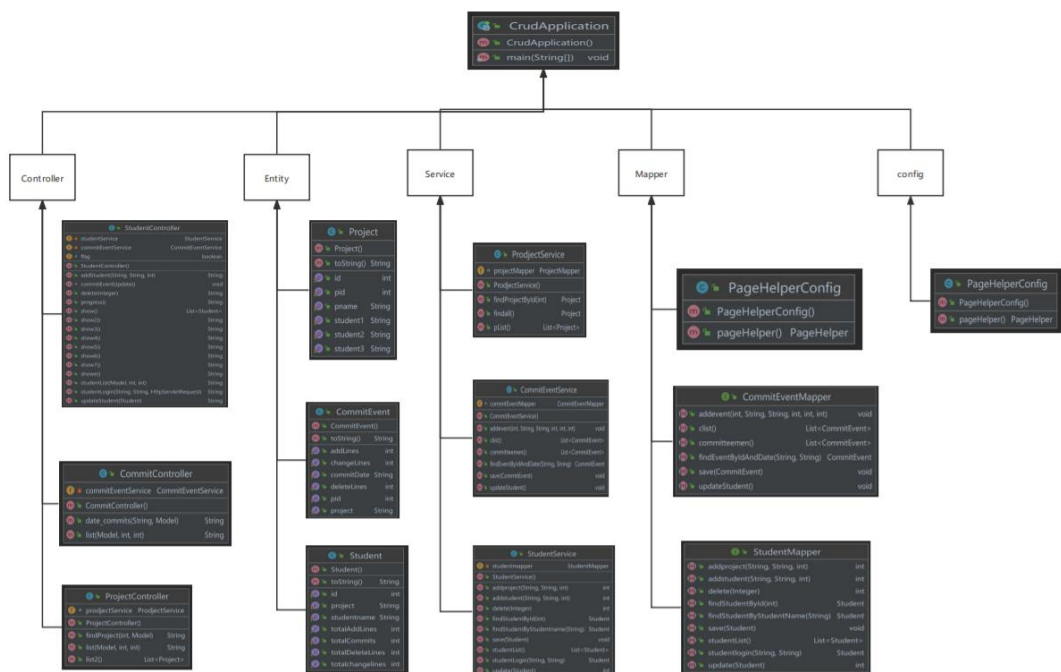 CrudApplication
CrudApplication()
main(String[]) void
Controller
Entity
Service
Mapper
config
StudentController
studentService StudentService
commitEventService CommitEventService
flag boolean
StudentController()
addStudent(String, String, int) String
commitEventUpdate() void
delete(Integer) String
progress() String
show() List<Student>
show2() String
show3() String
show4() String
show5() String
show6() String
show7() String
studentList(Model, int, int) String
studentLogin(String, String, HttpServletRequest) String
updateStudent(Student) String
CommitController
commitEventService CommitEventService
CommitController()
date_commits(String, Model) String
list(Model, int, int) String
ProjectController
prodjectService ProdjectService
ProjectController()
findProject(int, Model) String
list(Model, int, int) String
list2() List<Project>
Project
Project()
toString() String
id int
pid int
pname String
student1 String
student2 String
student3 String
CommitEvent
CommitEvent()
toString() String
addLines int
changeLines int
commitDate String
deleteLines int
pid int
project String
Student
Student()
toString() String
id int
project String
studentname String
totalAddLines int
totalCommits int
totalDeleteLines int
totalchangelines int
ProdjectService
projectMapper ProjectMapper
ProdjectService()
findProjectById(int) Project
findall() Project
pList() List<Project>
CommitEventService
commitEventMapper CommitEventMapper
CommitEventService()
addevent(int, String, String, int, int, int) void
clist() List<CommitEvent>
committeemen() List<CommitEvent>
findEventByIdAndDate(String, String) CommitEvent
save(CommitEvent) void
updateStudent() void
StudentService
studentmapper StudentMapper
StudentService()
addproject(String, String, int) int
addstudent(String, String, int) int
delete(Integer) int
findStudentById(int) Student
findStudentByStudentname(String) Student
save(Student) void
studentList() List<Student>
studentLogin(String, String) Student
update(Student) int
PageHelperConfig
PageHelperConfig()
pageHelper() PageHelper
CommitEventMapper
addevent(int, String, String, int, int, int) void
clist() List<CommitEvent>
committeemen() List<CommitEvent>
findEventByIdAndDate(String, String) CommitEvent
save(CommitEvent) void
updateStudent() void
StudentMapper
addproject(String, String, int) int
addstudent(String, String, int) int
delete(Integer) int
findStudentById(int) Student
findStudentByStudentName(String) Student
save(Student) void
studentList() List<Student>
studentlogin(String, String) Student
update(Student) int
PageHelperConfig
PageHelperConfig()
pageHelper() PageHelper